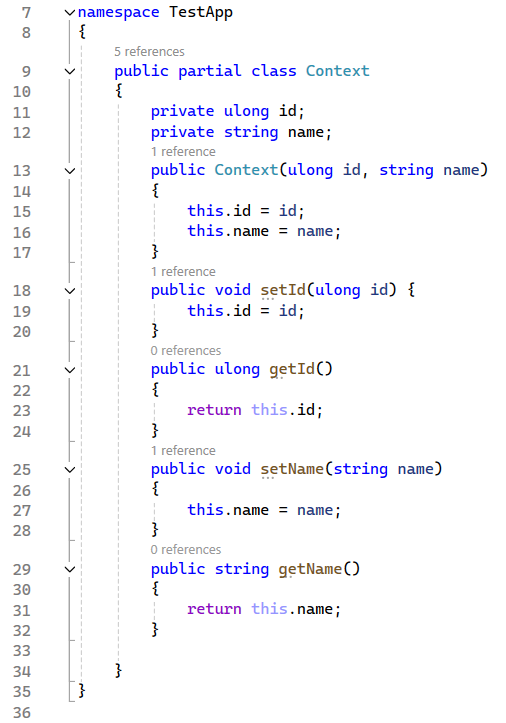 7 namespace TestApp
8 {
5 references
9 public partial class Context
10 {
11 private ulong id;
12 private string name;
1 reference
13 public Context(ulong id, string name)
14 {
15 this.id = id;
16 this.name = name;
17 }
1 reference
18 public void setId(ulong id) {
19 this.id = id;
20 }
0 references
21 public ulong getId()
22 {
23 return this.id;
24 }
1 reference
25 public void setName(string name)
26 {
27 this.name = name;
28 }
0 references
29 public string getName()
30 {
31 return this.name;
32 }
33
34 }
35 }
36